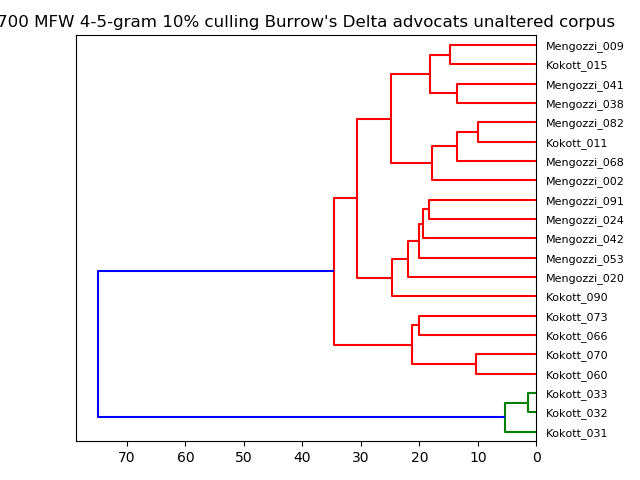 700 MFW 4-5-gram 10% culling Burrow's Delta advocats unaltered corpus
Mengozzi_009
Kokott_015
Mengozzi_041
Mengozzi_038
Mengozzi_082
Kokott_011
Mengozzi_068
Mengozzi_002
Mengozzi_091
Mengozzi_024
Mengozzi_042
Mengozzi_053
Mengozzi_020
Kokott_090
Kokott_073
Kokott_066
Kokott_070
Kokott_060
Kokott_033
Kokott_032
Kokott_031
70 60 50 40 30 20 10 0